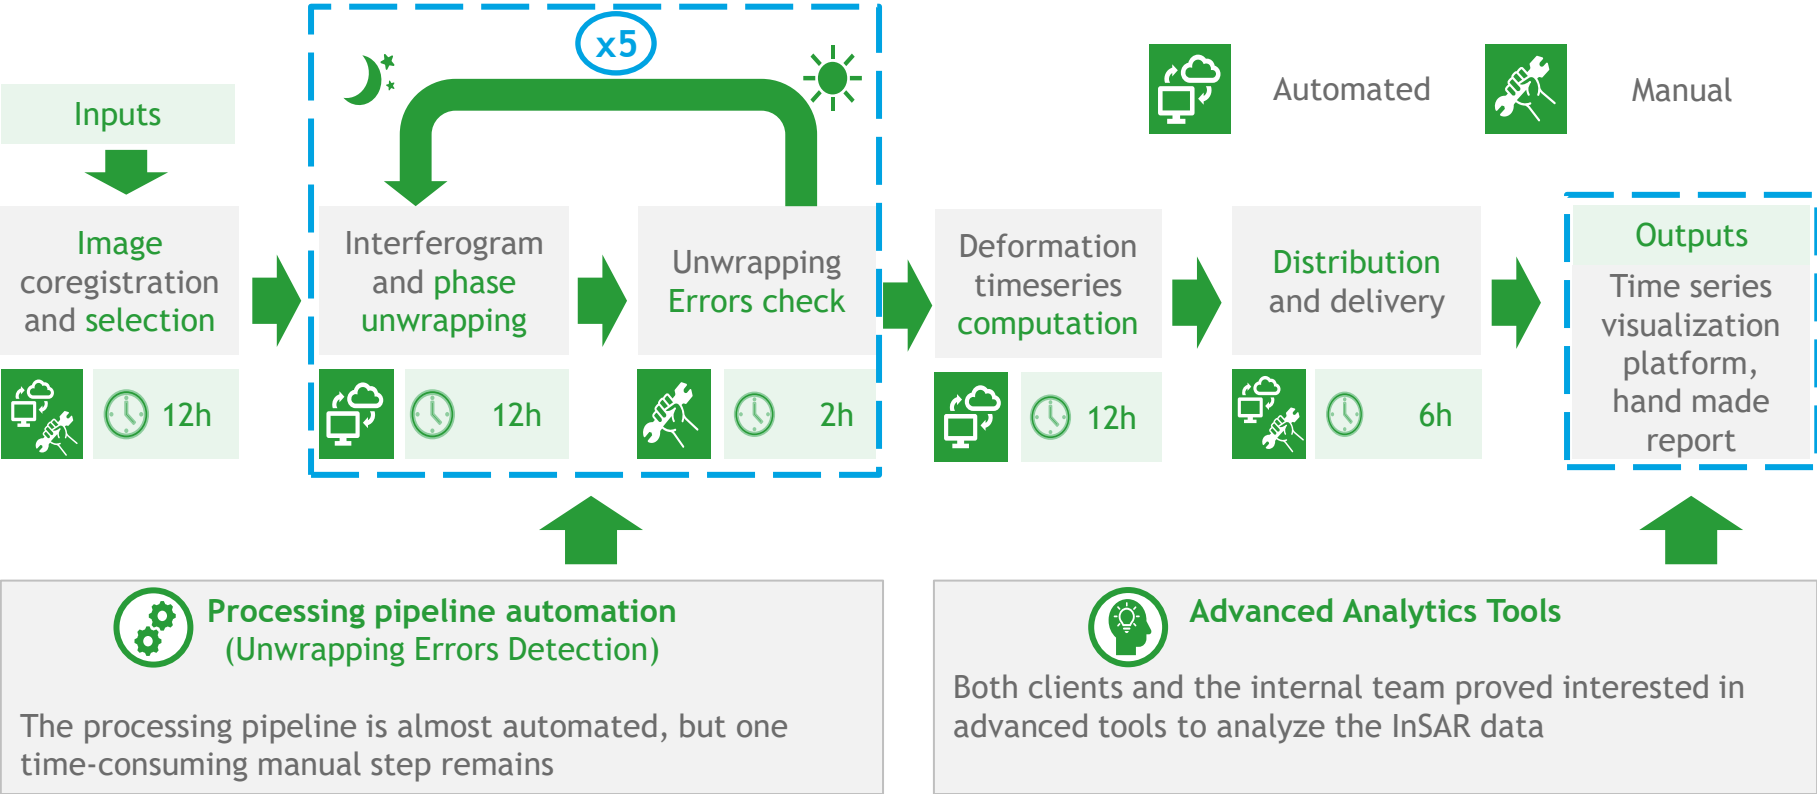 x5
Automated
Manual
Inputs
Image
coregistration
and selection
12h
Interferogram
and phase
unwrapping
12h
Unwrapping
Errors check
2h
Deformation
timeseries
computation
12h
Distribution
and delivery
6h
Outputs
Time series
visualization
platform,
hand made
report
Processing pipeline automation
(Unwrapping Errors Detection)
The processing pipeline is almost automated, but one
time-consuming manual step remains
Advanced Analytics Tools
Both clients and the internal team proved interested in
advanced tools to analyze the InSAR data